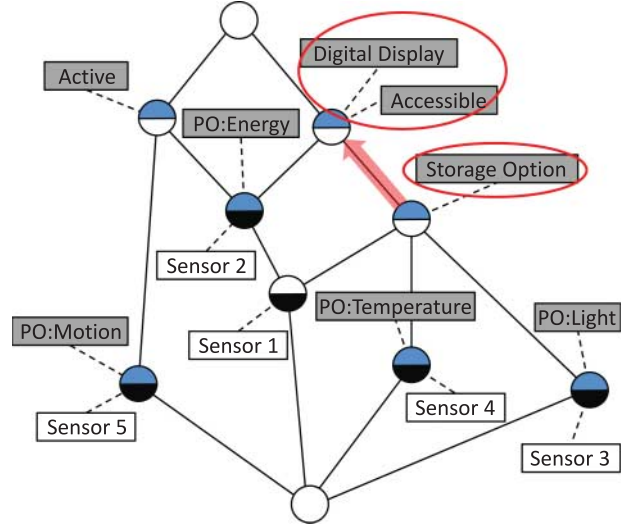 Digital Display
Active
Accessible
PO:Energy
Storage Option
Sensor 2
PO:Temperature
PO:Light
PO:Motion
Sensor 1
Sensor 4
Sensor 5
Sensor 3